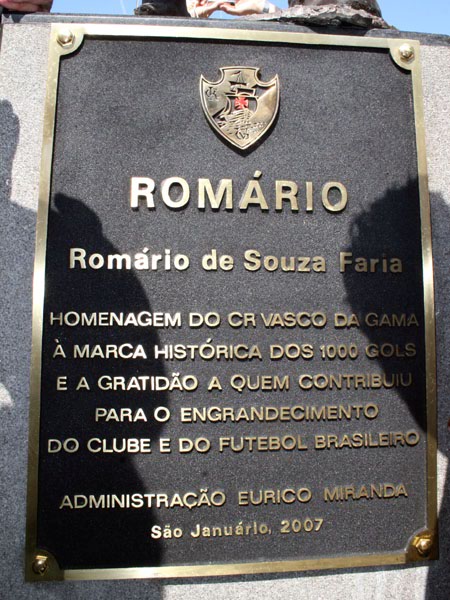 ROMÁRIO
Romário de Souza Faria
HOMENAGEM DO CR VASCO DA GAMA
À MARCA HISTÓRICA DOS 1000 GOLS
E A GRATIDÃO A QUEM CONTRIBUIU
PARA O ENGRANDECIMENTO
DO CLUBE E DO FUTEBOL BRASILEIRO
ADMINISTRAÇÃO EURICO MIRANDA
São Januário, 2007